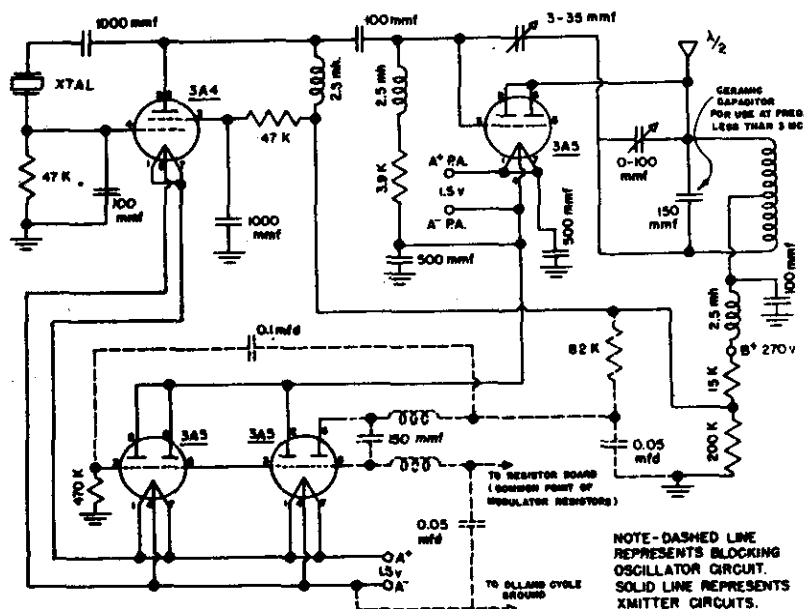 1000 mmf
100 mmf
3-35 mmf
λ/2
XTAL
3A4
2.5 mh.
2.5 mh
CERAMIC
CAPACITOR
FOR USE AT FREQ.
LESS THAN 3 MC
47 K
47 K
100
mmf
1000
mmf
3.9 K
A+ P.A.
1.5 v
A- P.A.
3A5
0-100
mmf
150
mmf
500 mmf
500 mmf
100 mmf
2.5 mh
B+ 270 v
15 K
200 K
0.1 mfd
82 K
3A5
3A5
150 mmf
0.05
mfd
470 K
TO RESISTOR BOARD
(COMMON POINT OF
MODULATOR RESISTORS)
0.05
mfd
A+
1.5 v
A-
TO OLLAND CYCLE
GROUND
NOTE-DASHED LINE
REPRESENTS BLOCKING
OSCILLATOR CIRCUIT.
SOLID LINE REPRESENTS
XMITTER CIRCUITS.